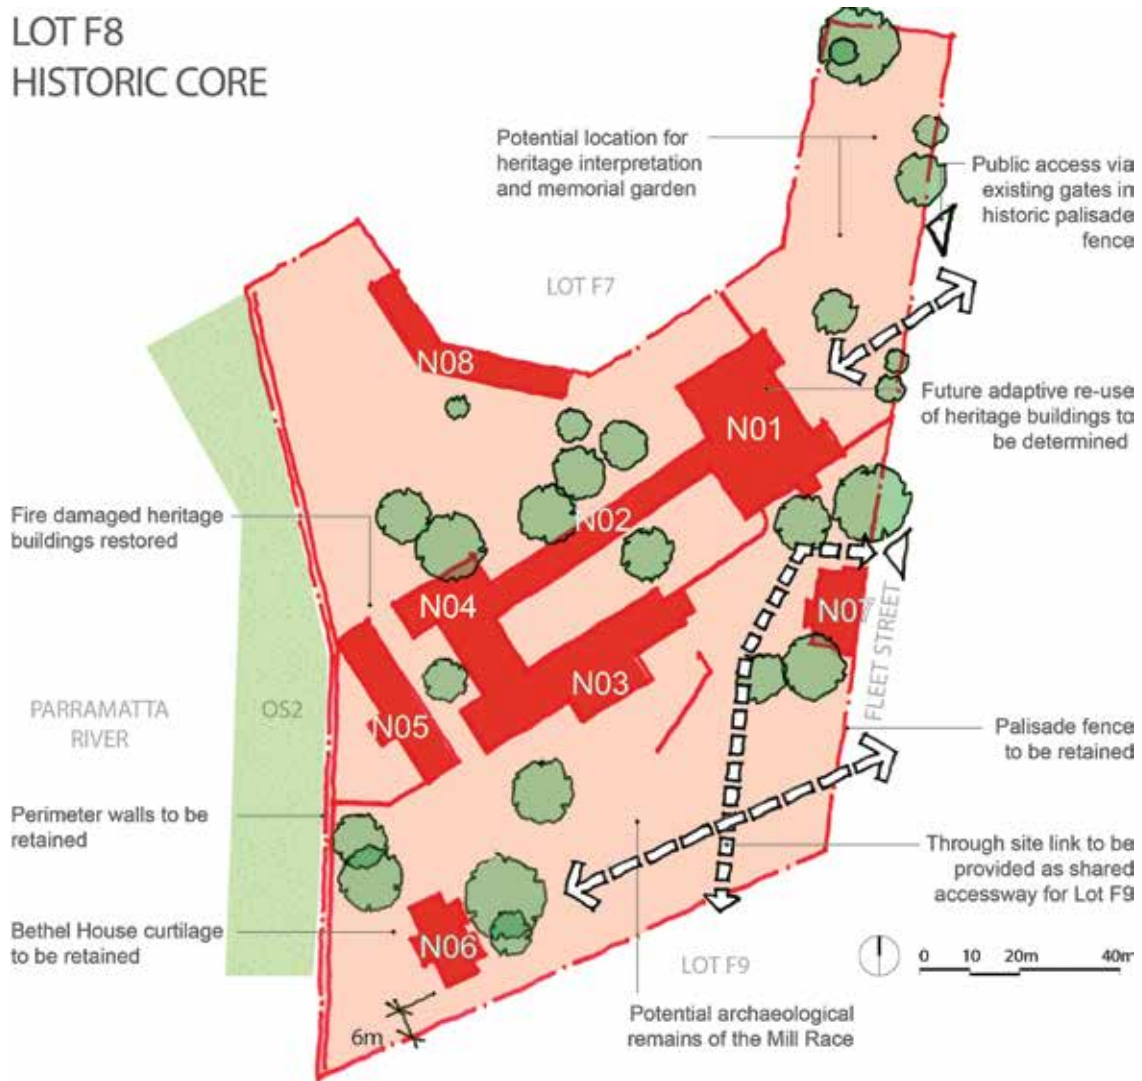 LOT F8
HISTORIC CORE
Potential location for
heritage interpretation
and memorial garden
Public access via
existing gates in
historic palisade
fence
LOT F7
N08
N01
Future adaptive re-use
of heritage buildings to
be determined
Fire damaged heritage
buildings restored
N02
N04
N07
N03
N05
FLEET STREET
PARRAMATTA
RIVER
OS2
Palisade fence
to be retained
Perimeter walls to be
retained
Through site link to be
provided as shared
accessway for Lot F9
Bethel House curtilage
to be retained
N06
LOT F9
0 10 20m 40m
Potential archaeological
remains of the Mill Race
6m